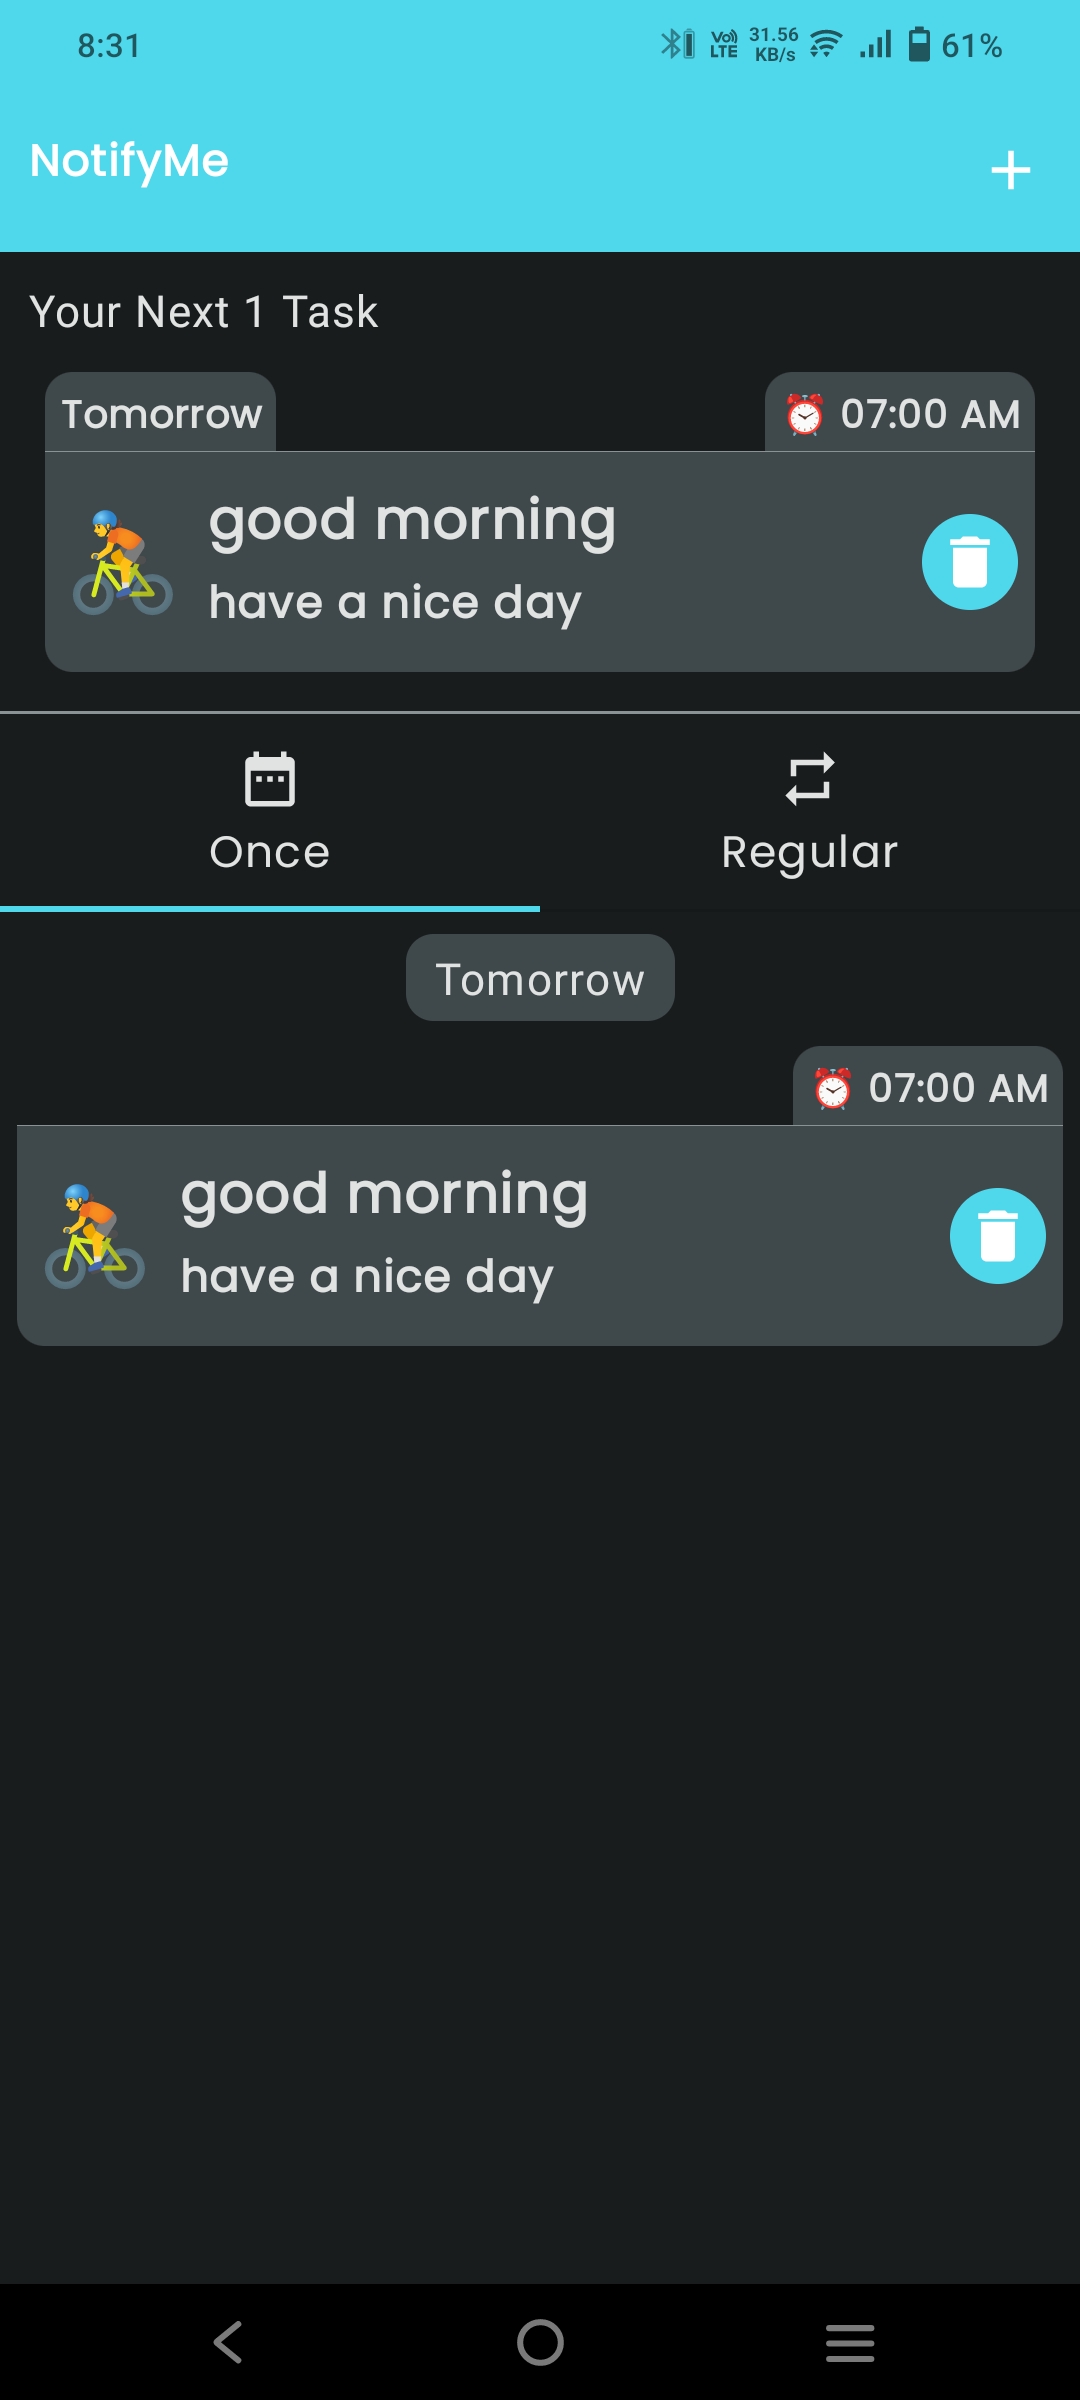 8:31 Vo) LTE 31.56 KB/s 61%
NotifyMe
Your Next 1 Task
Tomorrow 07:00 AM
good morning
have a nice day
Once Regular
Tomorrow
07:00 AM
good morning
have a nice day